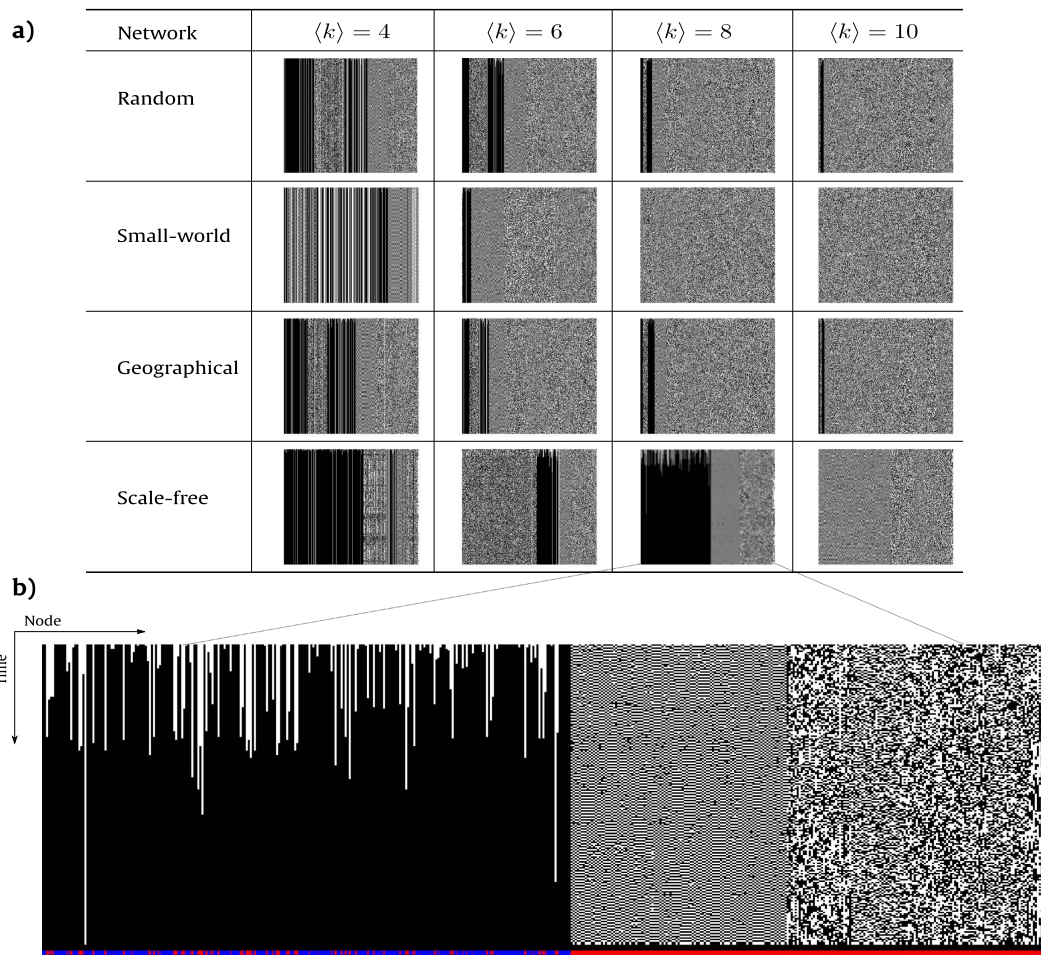 a)
Network ⟨k⟩ = 4 ⟨k⟩ = 6 ⟨k⟩ = 8 ⟨k⟩ = 10
Random
Small-world
Geographical
Scale-free
b)
Node
Time